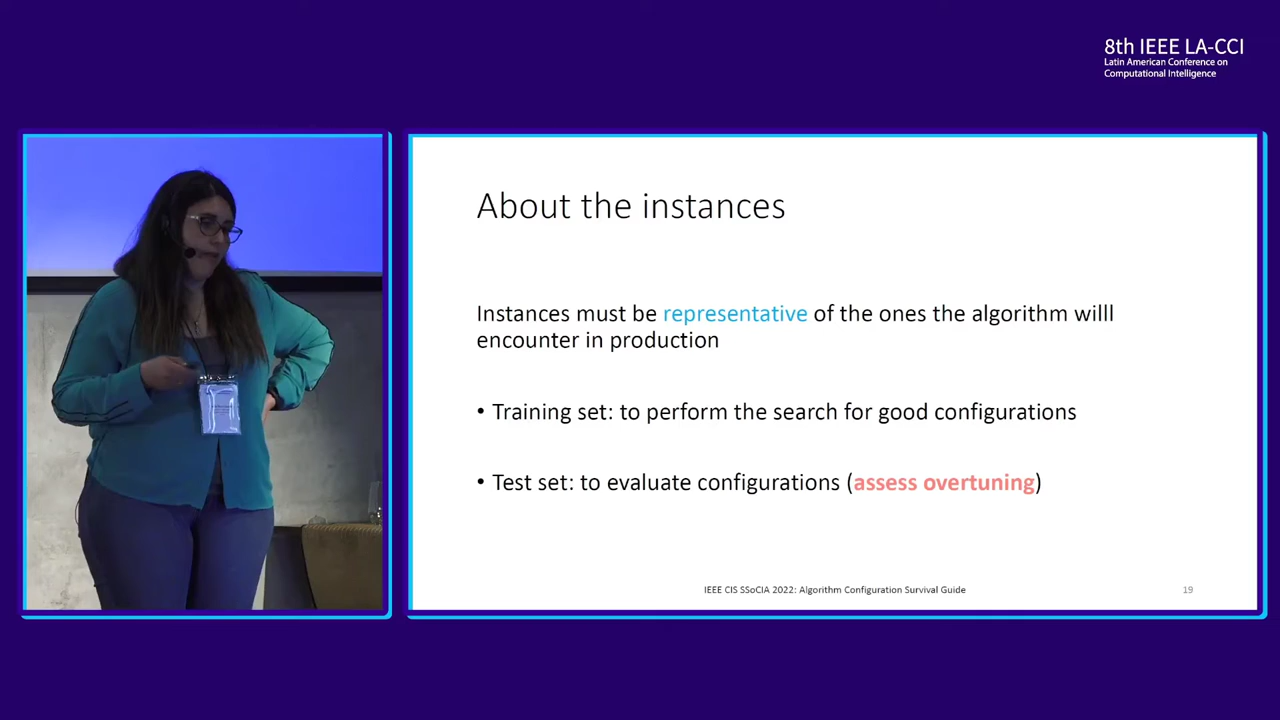 8th IEEE LA-CCI
Latin American Conference on
Computational Intelligence
About the instances
Instances must be representative of the ones the algorithm willl
encounter in production
• Training set: to perform the search for good configurations
• Test set: to evaluate configurations (assess overtuning)
IEEE CIS SSoCIA 2022: Algorithm Configuration Survival Guide
19